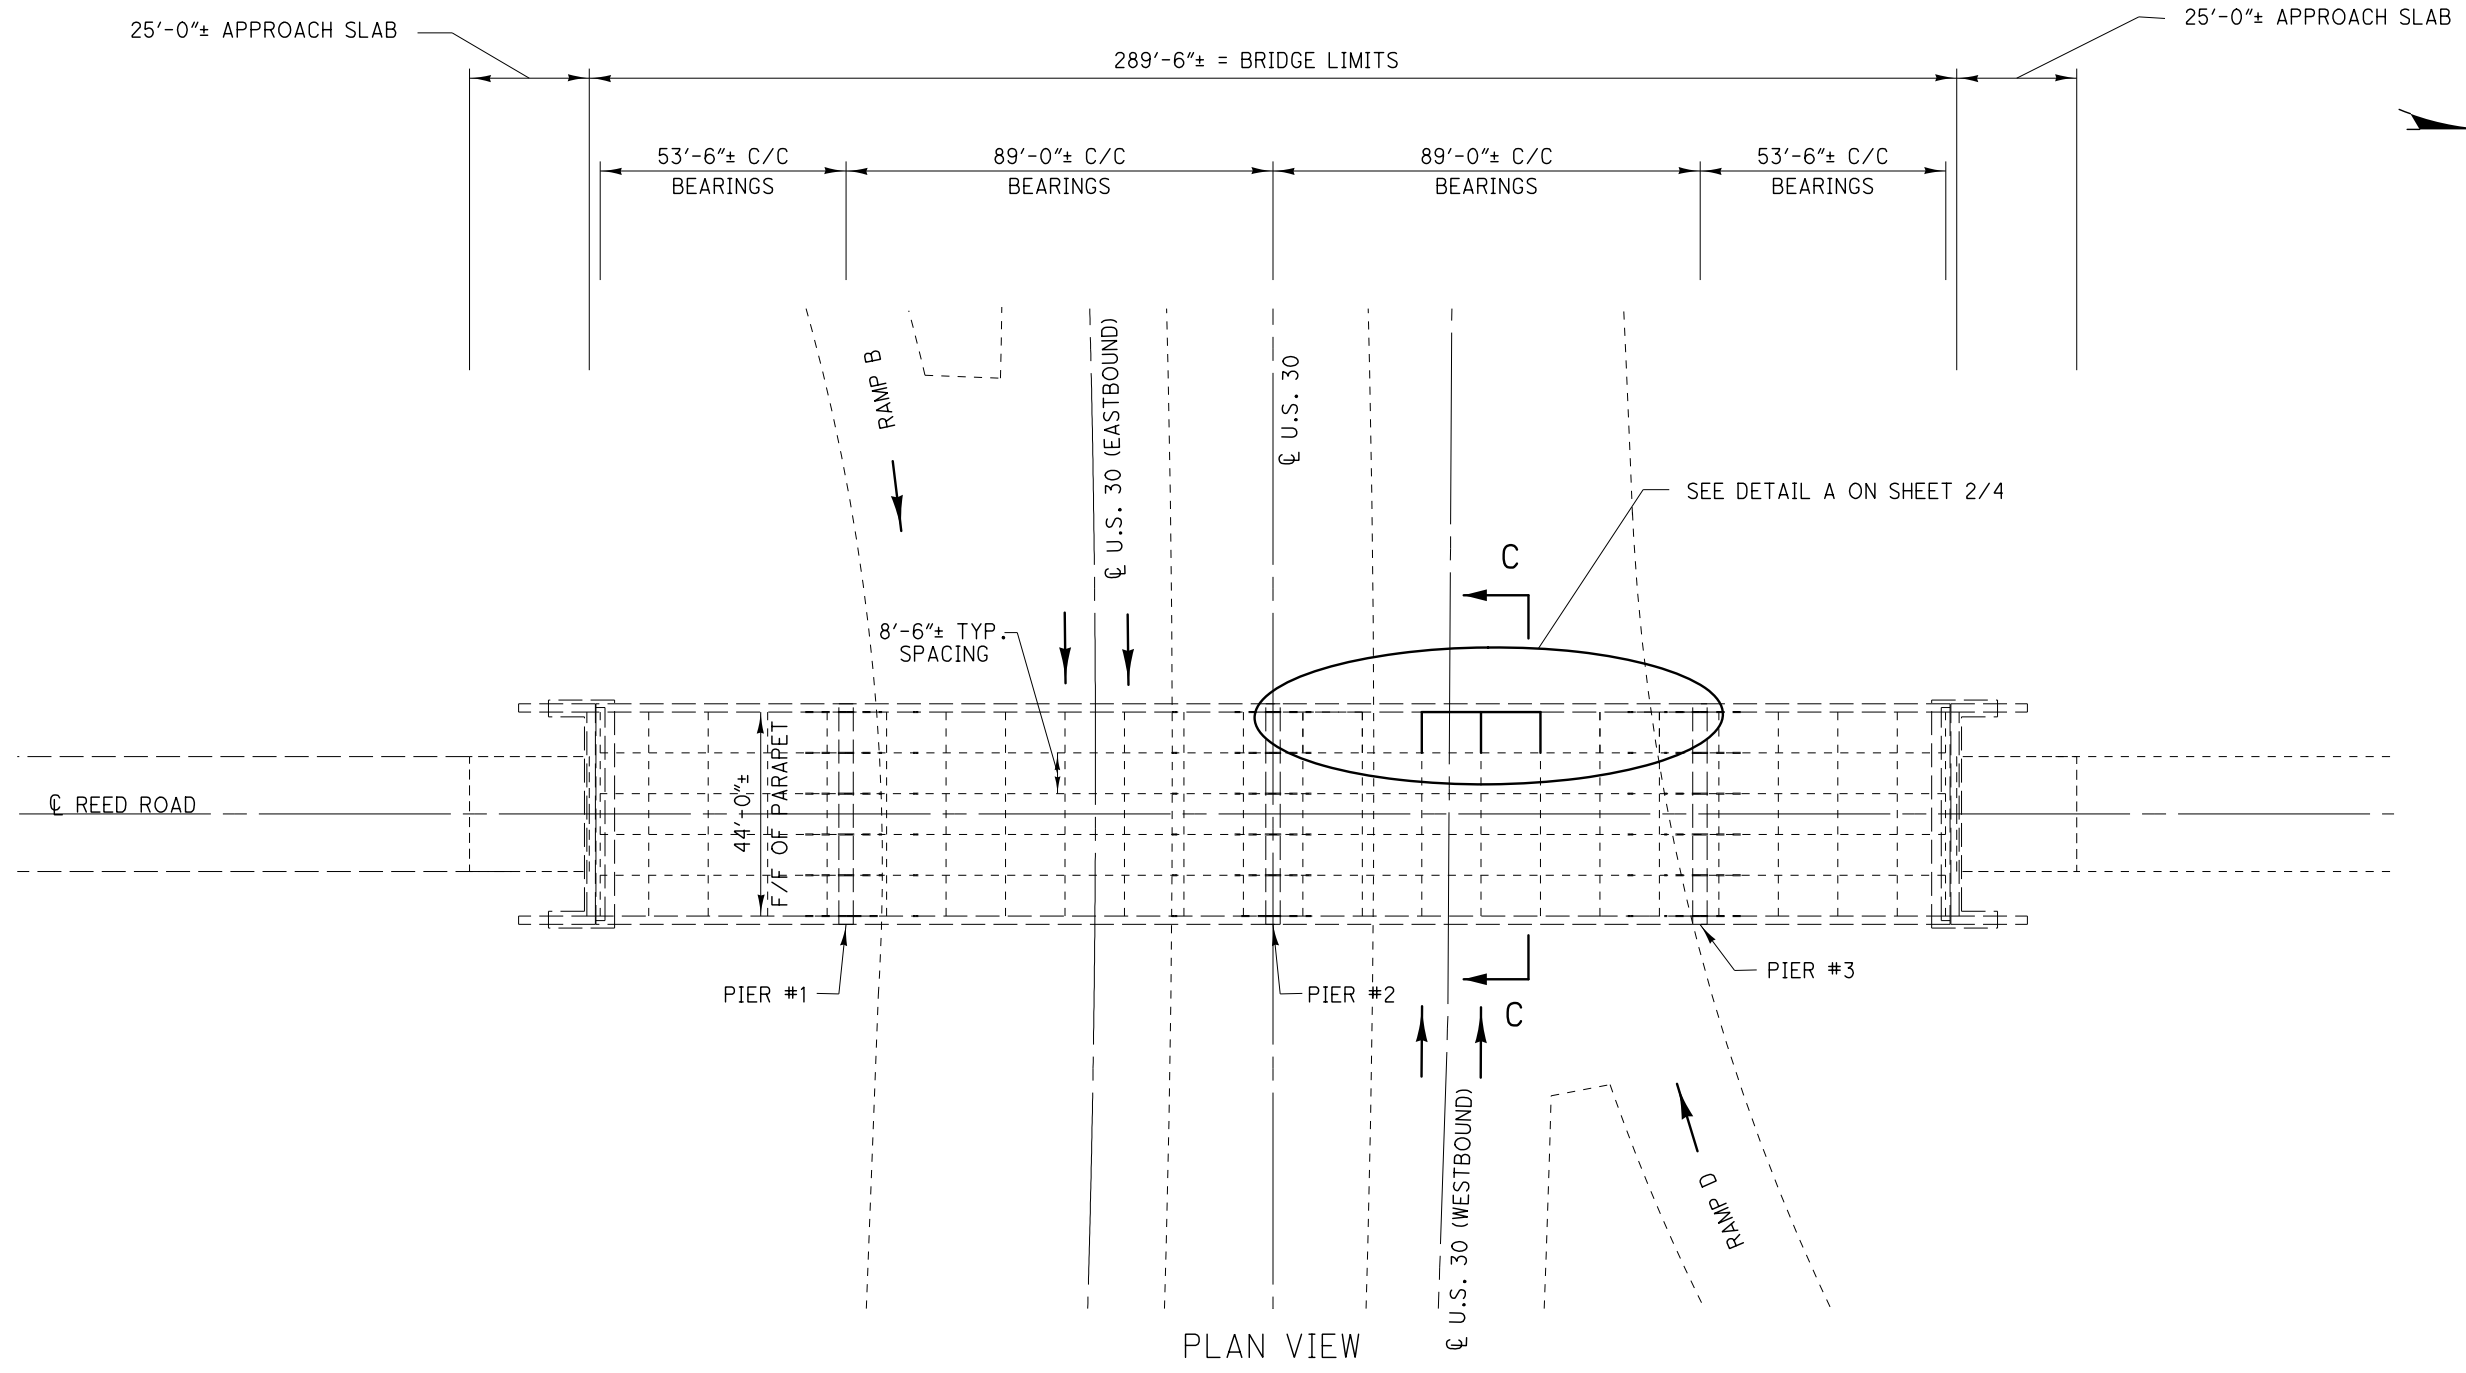 25′-0″± APPROACH SLAB
25′-0″± APPROACH SLAB
289′-6″± = BRIDGE LIMITS
53′-6″± C/C
BEARINGS
89′-0″± C/C
BEARINGS
89′-0″± C/C
BEARINGS
53′-6″± C/C
BEARINGS
RAMP B
℄ U.S. 30 (EASTBOUND)
℄ U.S. 30
SEE DETAIL A ON SHEET 2/4
C
8′-6″± TYP.
SPACING
℄ REED ROAD
44′-0″±
F/F OF PARAPET
PIER #1
PIER #2
PIER #3
C
℄ U.S. 30 (WESTBOUND)
RAMP D
PLAN VIEW